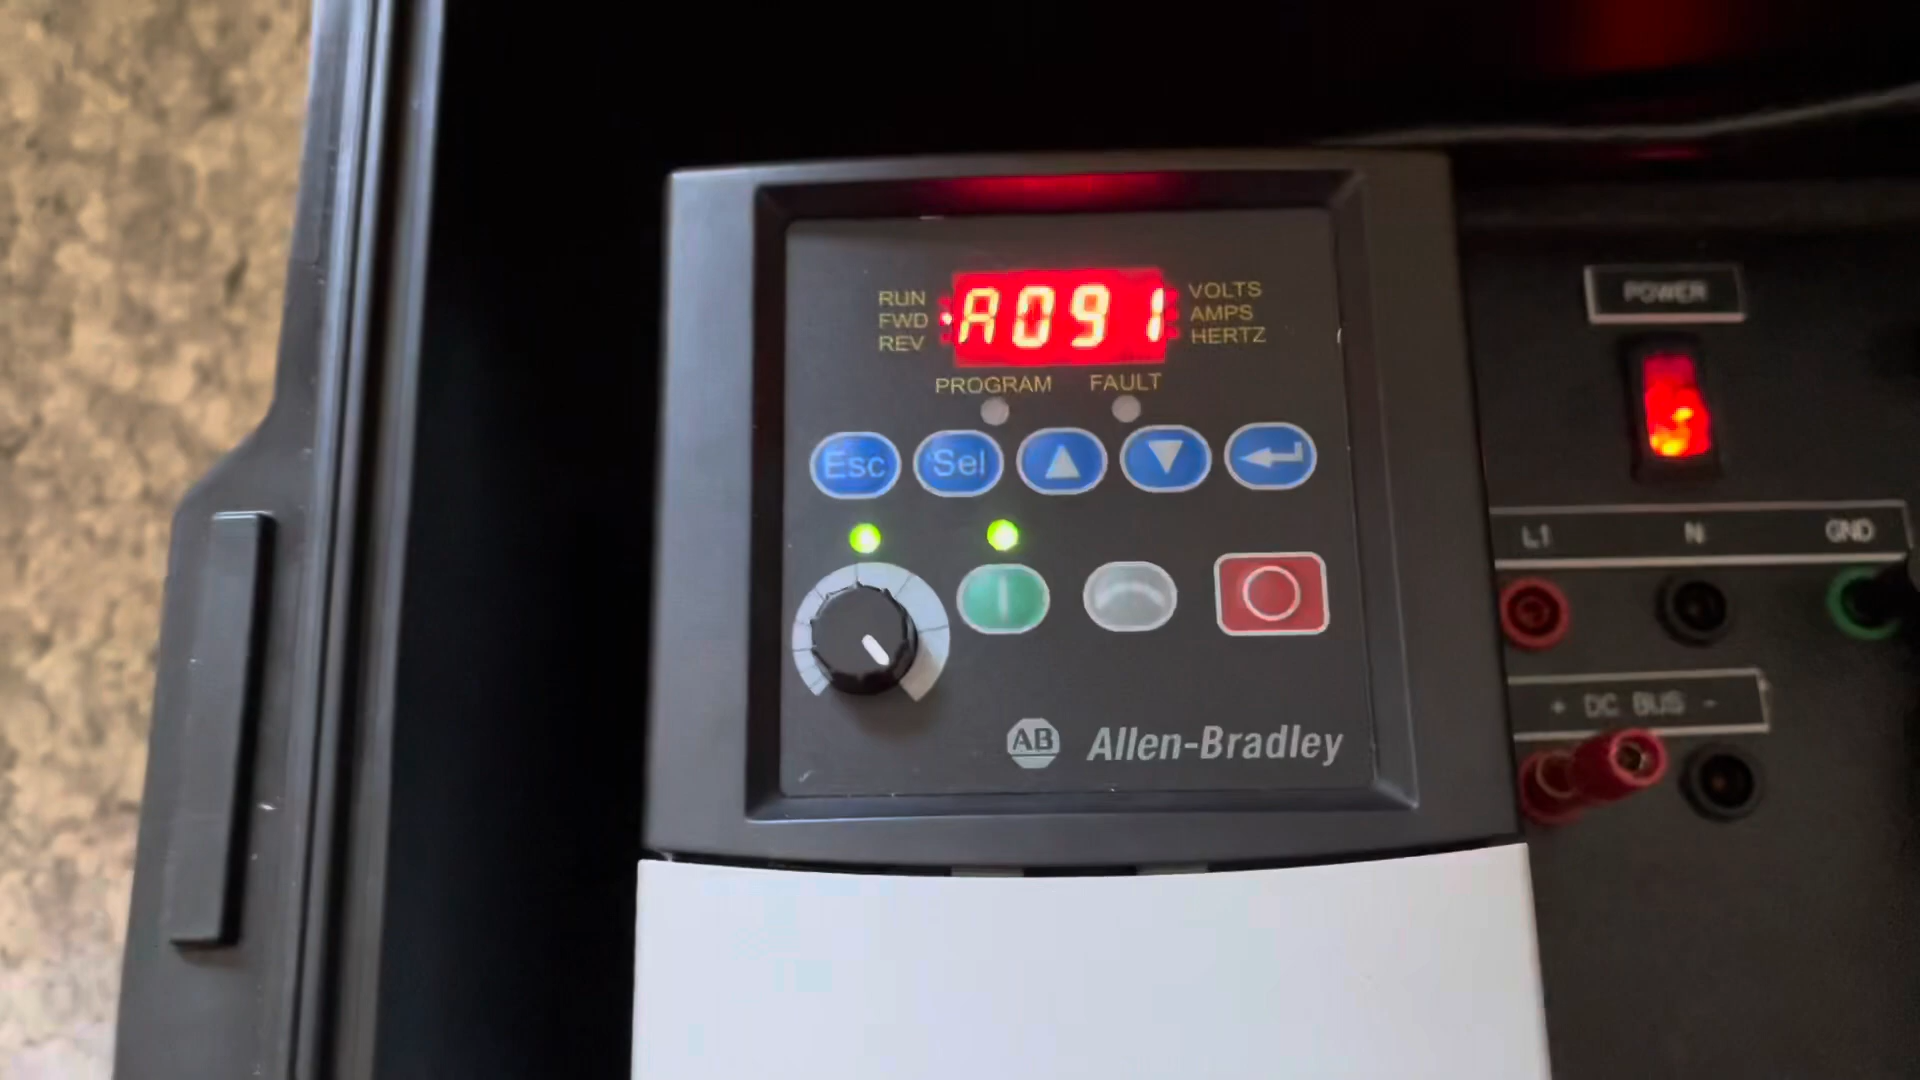 RUN
FWD
REV
A091
VOLTS
AMPS
HERTZ
PROGRAM FAULT
Esc Sel
AB Allen-Bradley
POWER
L1 N GND
+ DC BUS -